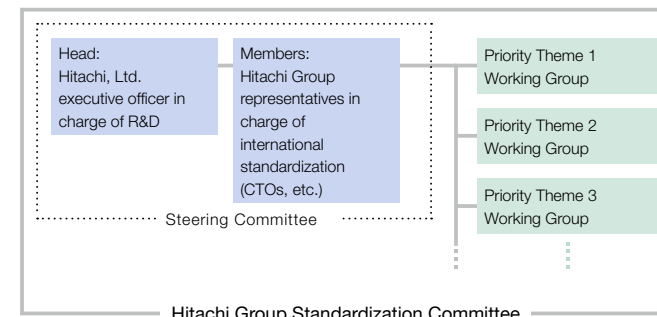 Head:
Hitachi, Ltd.
executive officer in
charge of R&D
Members:
Hitachi Group
representatives in
charge of
international
standardization
(CTOs, etc.)
Steering Committee
Priority Theme 1
Working Group
Priority Theme 2
Working Group
Priority Theme 3
Working Group
Hitachi Group Standardization Committee